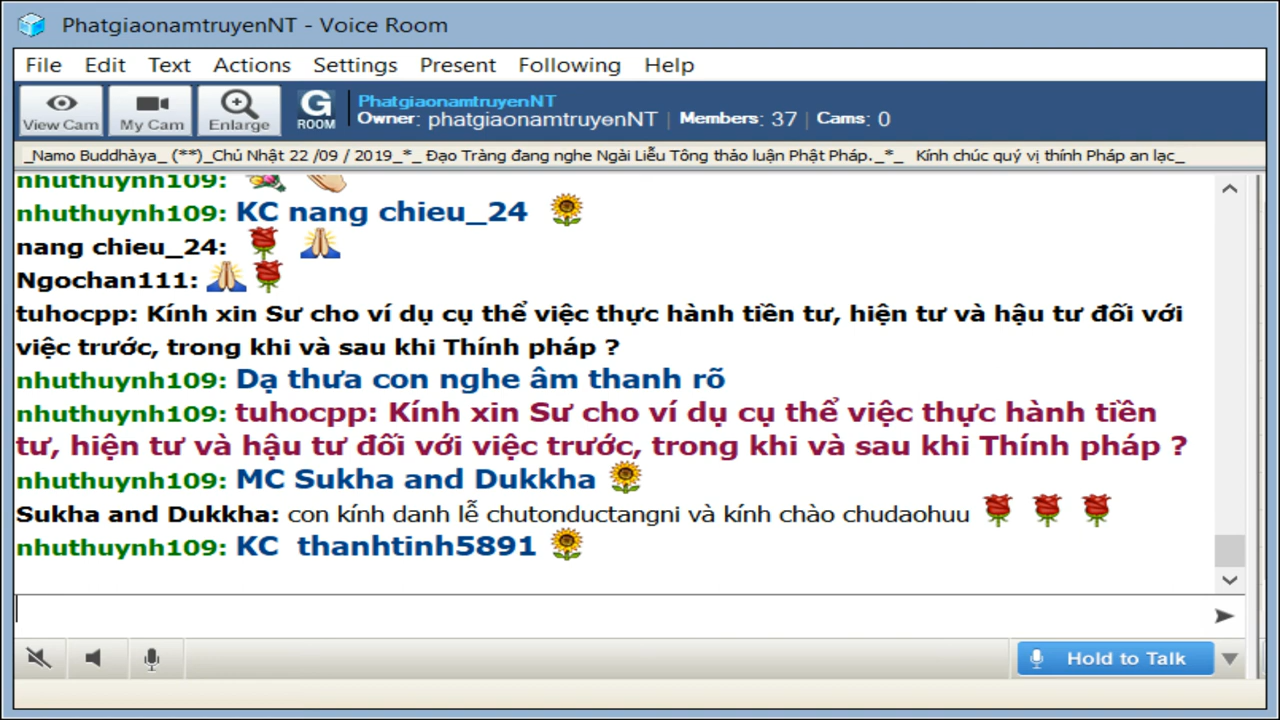 PhatgiaonamtruyenNT - Voice Room
File Edit Text Actions Settings Present Following Help
View Cam My Cam Enlarge G ROOM PhatgiaonamtruyenNT
Owner: phatgiaonamtruyenNT Members: 37 Cams: 0
_Namo Buddhàya_ (**)_Chủ Nhật 22 /09 / 2019_*_ Đạo Tràng đang nghe Ngài Liễu Tông thảo luận Phật Pháp._*_ Kính chúc quý vị thính Pháp an lạc_
nhuthuynh109:
nhuthuynh109: KC nang chieu_24
nang chieu_24:
Ngochan111:
tuhocpp: Kính xin Sư cho ví dụ cụ thể việc thực hành tiền tư, hiện tư và hậu tư đối với
việc trước, trong khi và sau khi Thính pháp ?
nhuthuynh109: Dạ thưa con nghe âm thanh rõ
nhuthuynh109: tuhocpp: Kính xin Sư cho ví dụ cụ thể việc thực hành tiền
tư, hiện tư và hậu tư đối với việc trước, trong khi và sau khi Thính pháp ?
nhuthuynh109: MC Sukha and Dukkha
Sukha and Dukkha: con kính danh lễ chutonductangni và kính chào chudaohuu
nhuthuynh109: KC thanhtinh5891
Hold to Talk